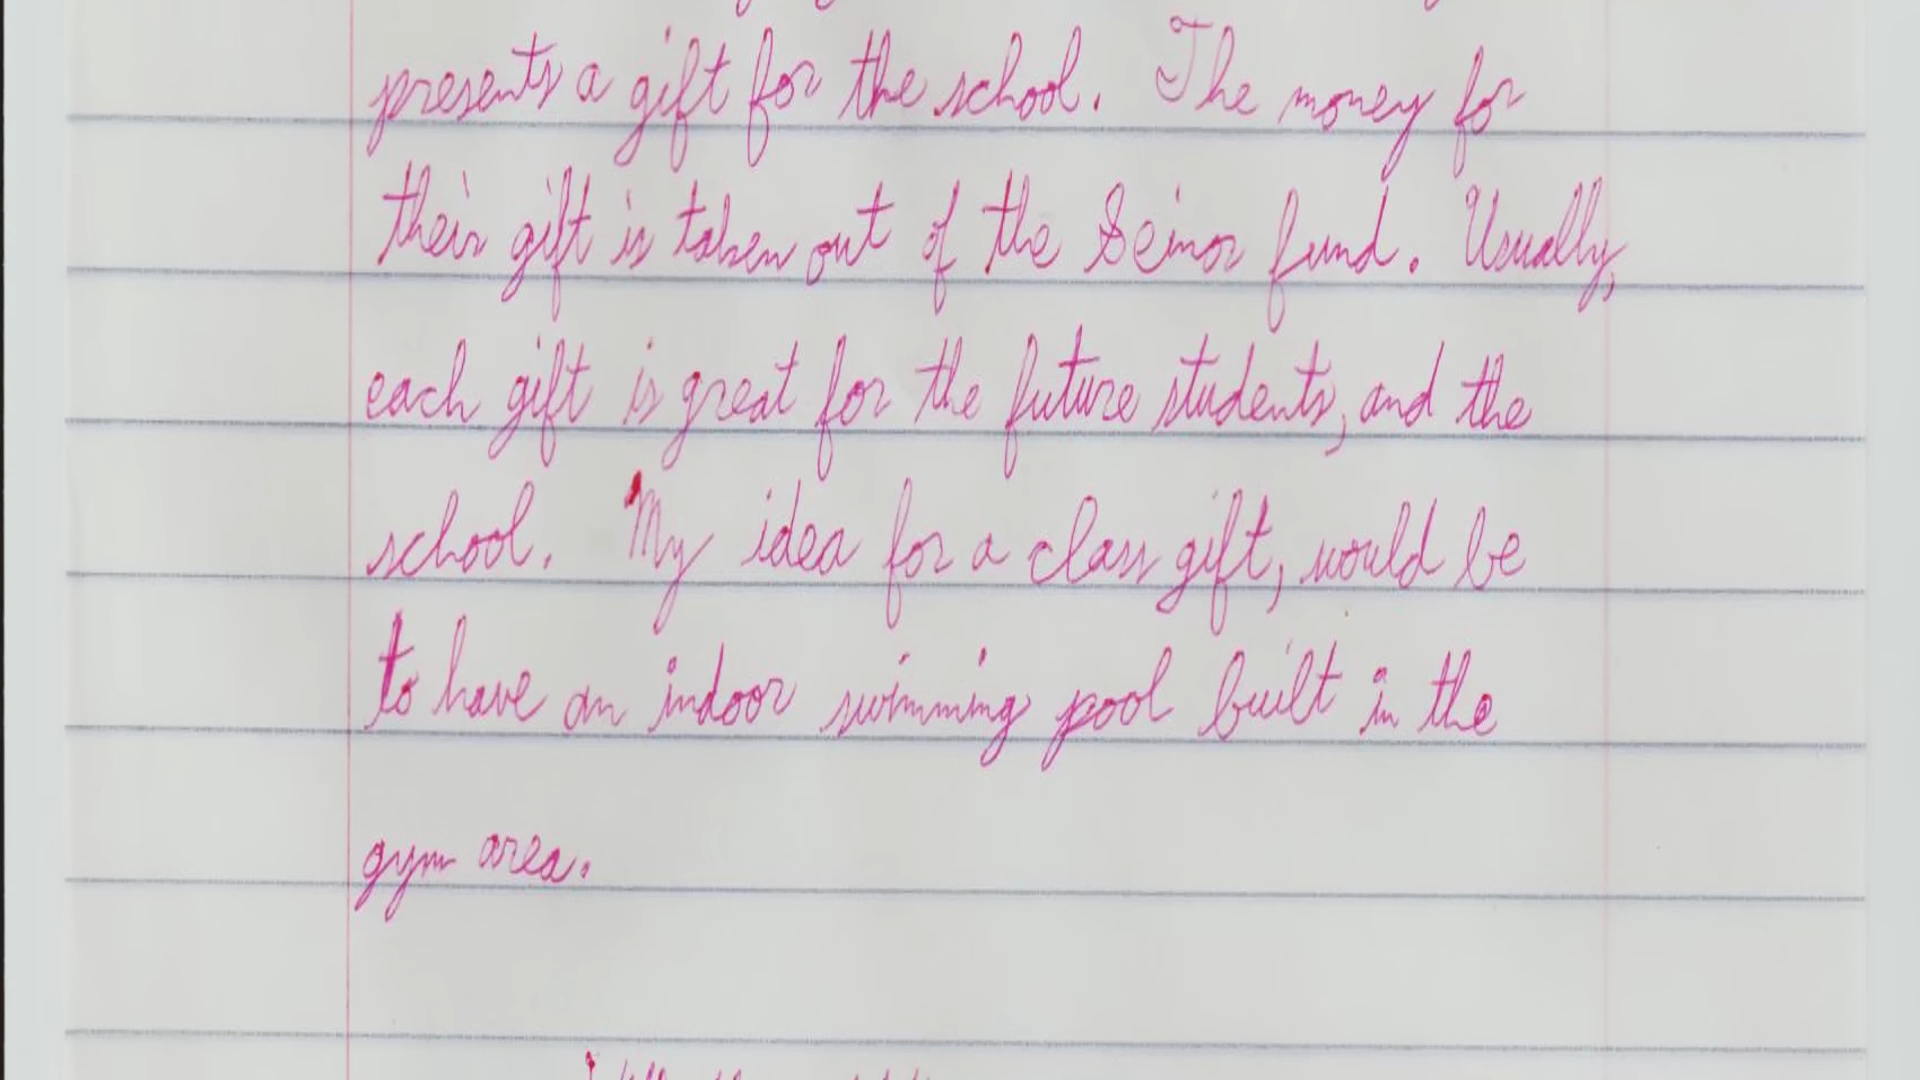 presents a gift for the school. The money for
their gift is taken out of the Seinor fund. Usually,
each gift is great for the future students, and the
school. My idea for a class gift, would be
to have an indoor swimming pool built in the
gym area.